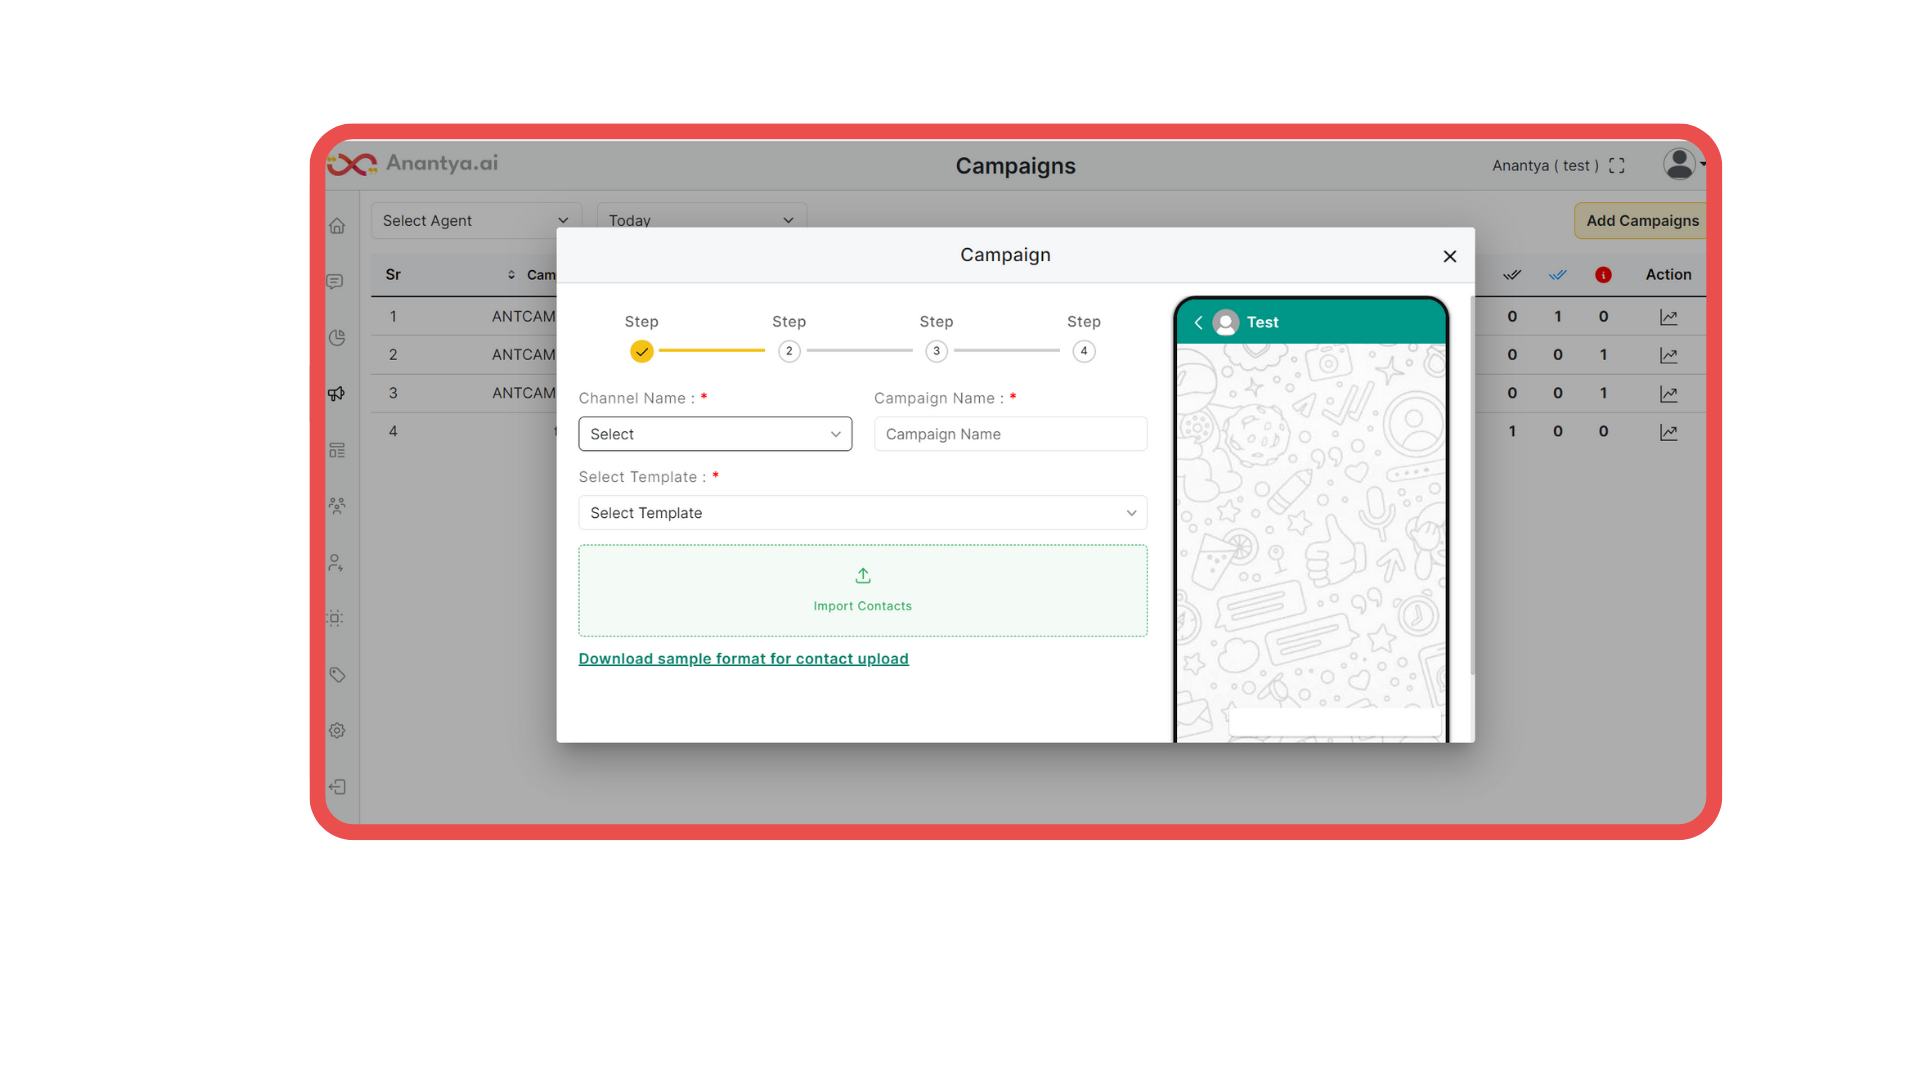 Anantya.ai
Campaigns
Anantya ( test )
Select Agent
Today
Add Campaigns
Campaign
Sr
Cam
Action
Step
Step
Step
Step
2
3
4
Test
1
ANTCAM
0
1
0
2
ANTCAM
0
0
1
3
ANTCAM
0
0
1
4
1
0
0
Channel Name : *
Campaign Name : *
Select
Campaign Name
Select Template : *
Select Template
Import Contacts
Download sample format for contact upload